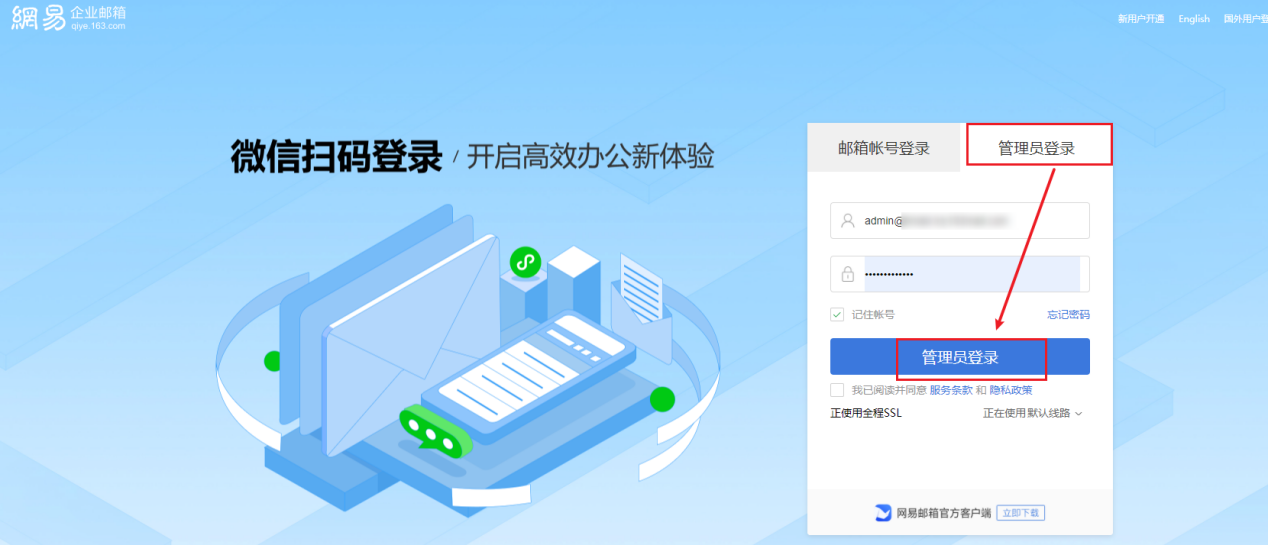 網易 企业邮箱
qiye.163.com
新用户开通 English 国外用户登
微信扫码登录 / 开启高效办公新体验
邮箱帐号登录 管理员登录
admin@
•••••••••••••
记住帐号 忘记密码
管理员登录
我已阅读并同意 服务条款 和 隐私政策
正使用全程SSL 正在使用默认线路
网易邮箱官方客户端 立即下载